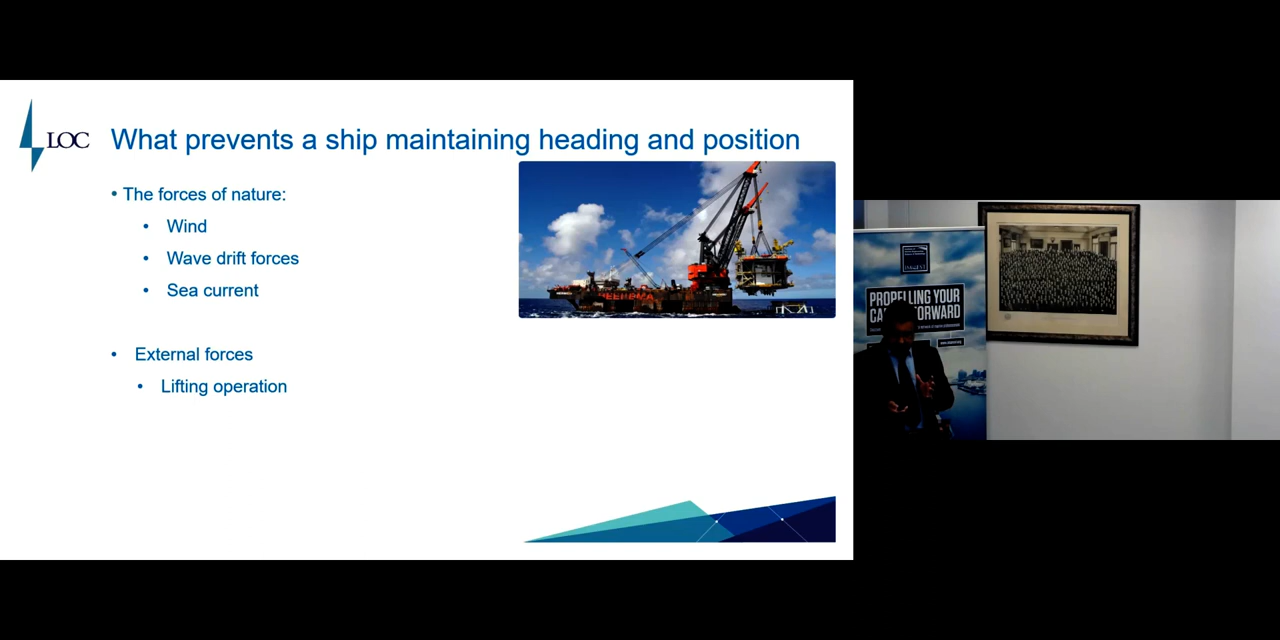 LOC
What prevents a ship maintaining heading and position
• The forces of nature:
• Wind
• Wave drift forces
• Sea current
• External forces
• Lifting operation
PROPELLING YOUR
FORWARD